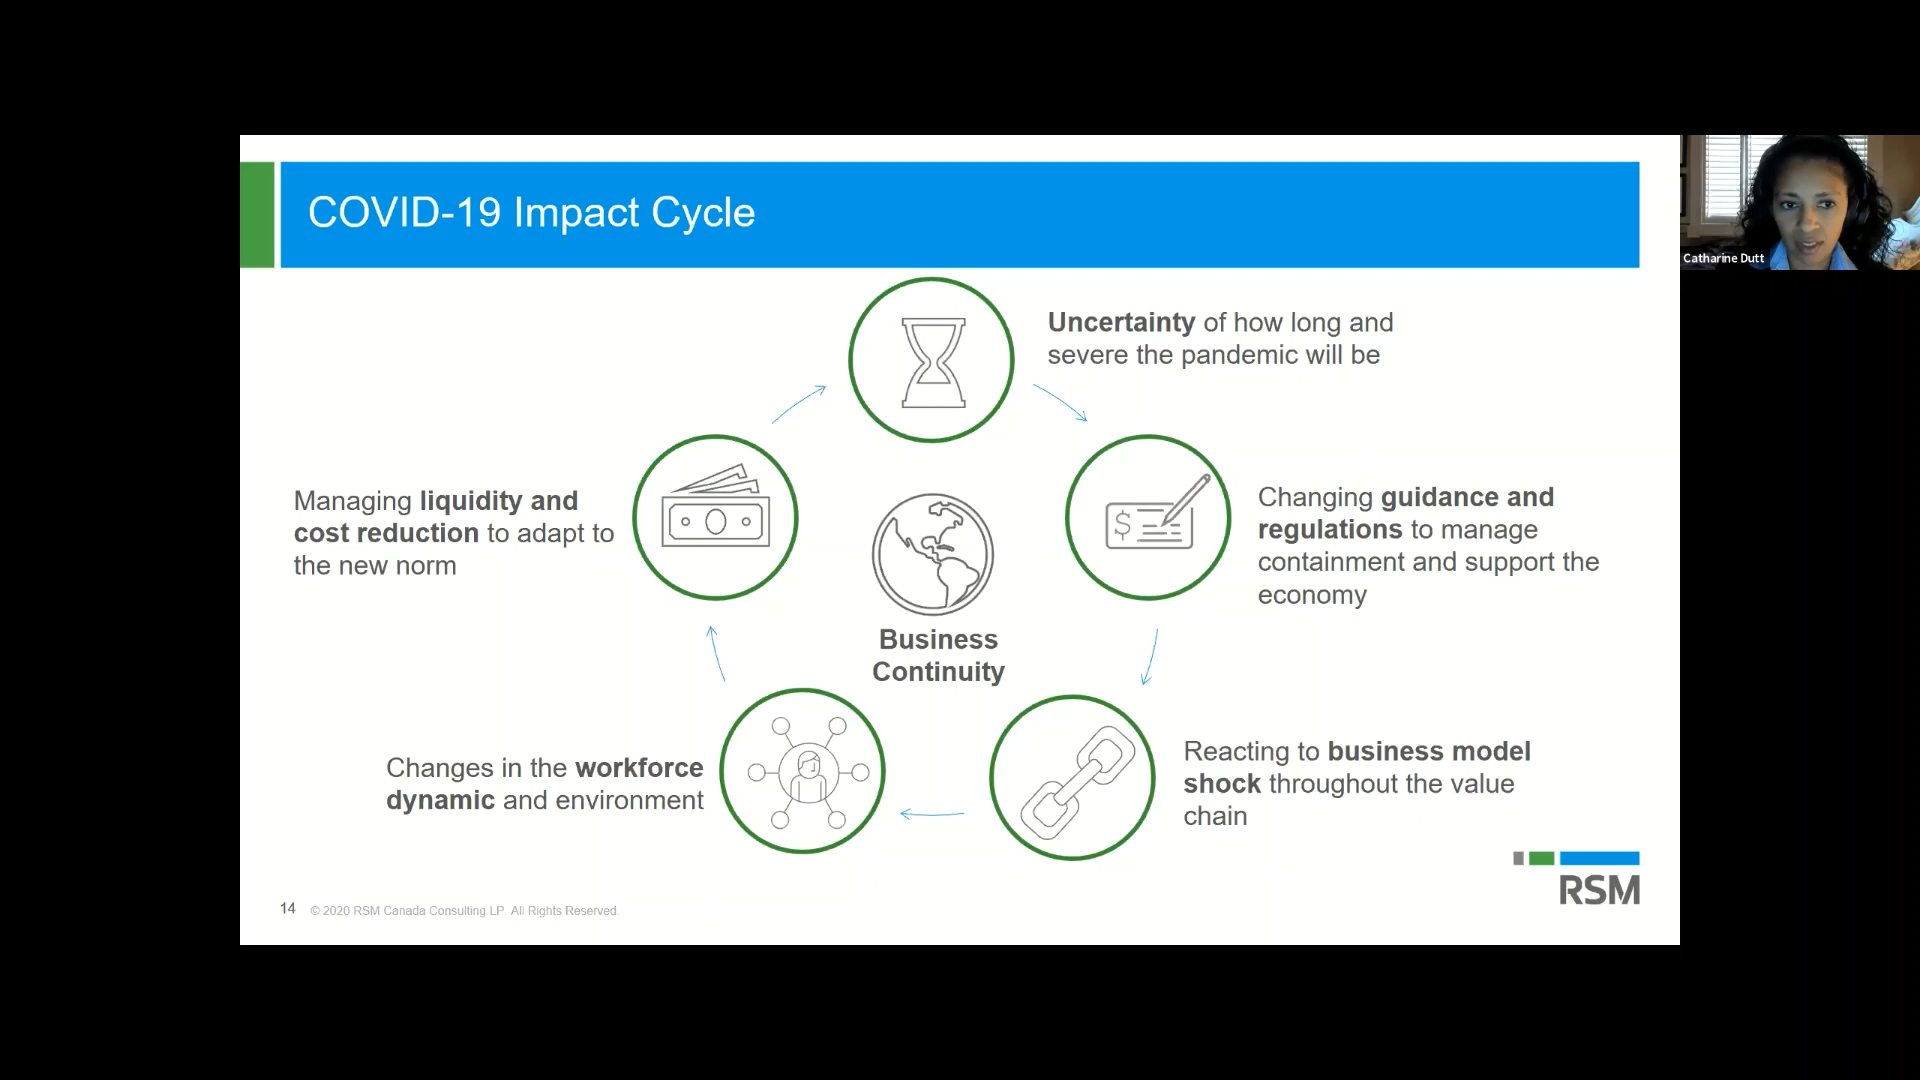 COVID-19 Impact Cycle
Catharine Dutt
Uncertainty of how long and
severe the pandemic will be
Changing guidance and
regulations to manage
containment and support the
economy
Reacting to business model
shock throughout the value
chain
Changes in the workforce
dynamic and environment
Managing liquidity and
cost reduction to adapt to
the new norm
Business
Continuity
$
RSM
14 © 2020 RSM Canada Consulting LP. All Rights Reserved.